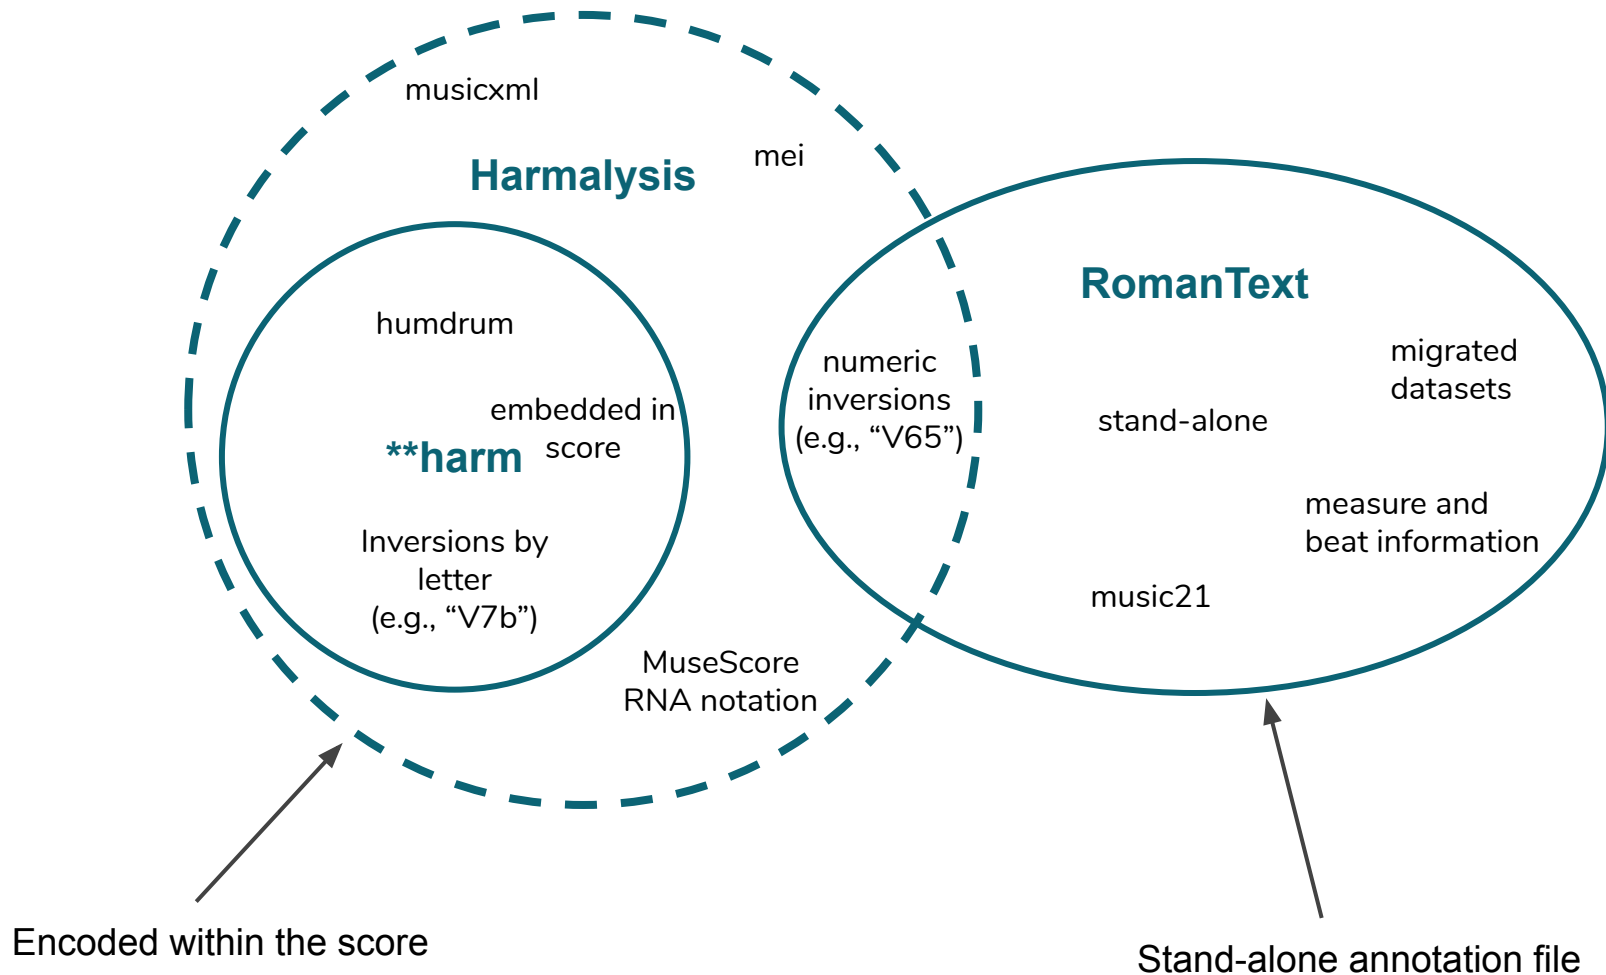 musicxml
mei
Harmalysis
humdrum
embedded in
score
**harm
Inversions by
letter
(e.g., “V7b”)
MuseScore
RNA notation
numeric
inversions
(e.g., “V65”)
RomanText
migrated
datasets
stand-alone
measure and
beat information
music21
Encoded within the score
Stand-alone annotation file